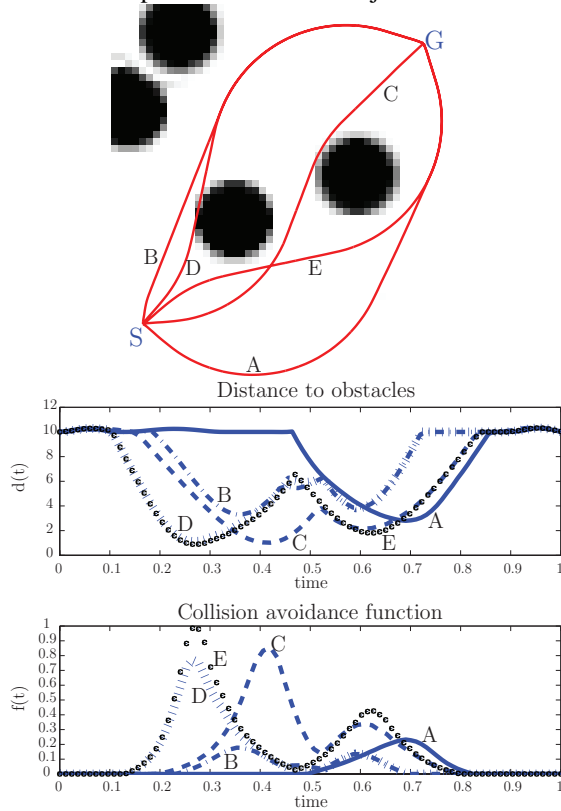 G
C
B
D
E
S
A
Distance to obstacles
12
10
8
6
4
2
0
d(t)
B
D
C
E
A
0 0.1 0.2 0.3 0.4 0.5 0.6 0.7 0.8 0.9 1
time
Collision avoidance function
1
0.9
0.8
0.7
0.6
0.5
0.4
0.3
0.2
0.1
0
f(t)
C
E
D
A
B
0 0.1 0.2 0.3 0.4 0.5 0.6 0.7 0.8 0.9 1
time